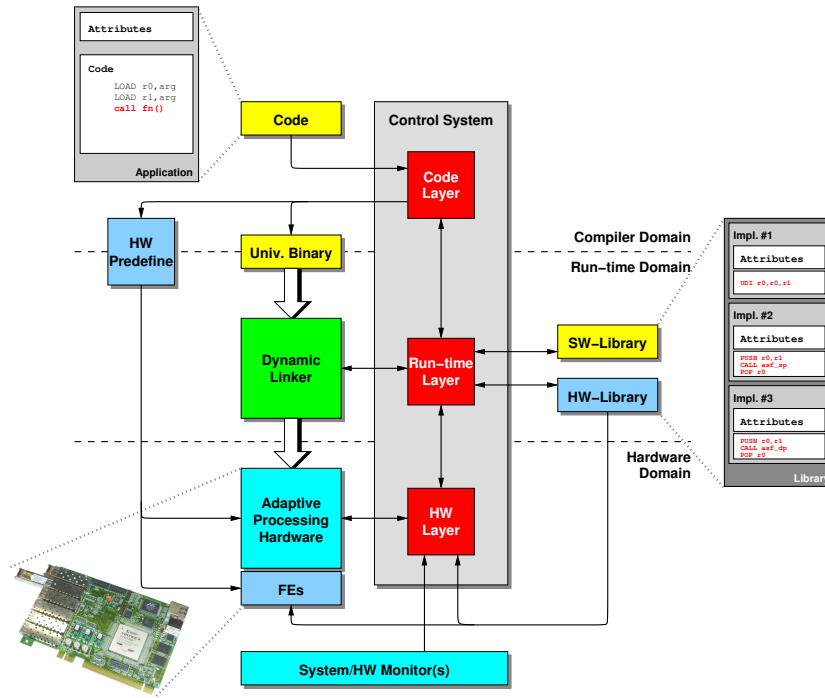 Attributes
Code
LOAD r0,arg
LOAD r1,arg
call fn()
Application
Code
Control System
Code
Layer
HW
Predefine
Univ. Binary
Compiler Domain
Run-time Domain
Dynamic
Linker
Run-time
Layer
SW-Library
HW-Library
Impl. #1
Attributes
UDI r0,r0,r1
Impl. #2
Attributes
PUSH r0,r1
CALL asf_sp
POP r0
Impl. #3
Attributes
PUSH r0,r1
CALL asf_dp
POP r0
Library
Hardware
Domain
Adaptive
Processing
Hardware
HW
Layer
FEs
System/HW Monitor(s)